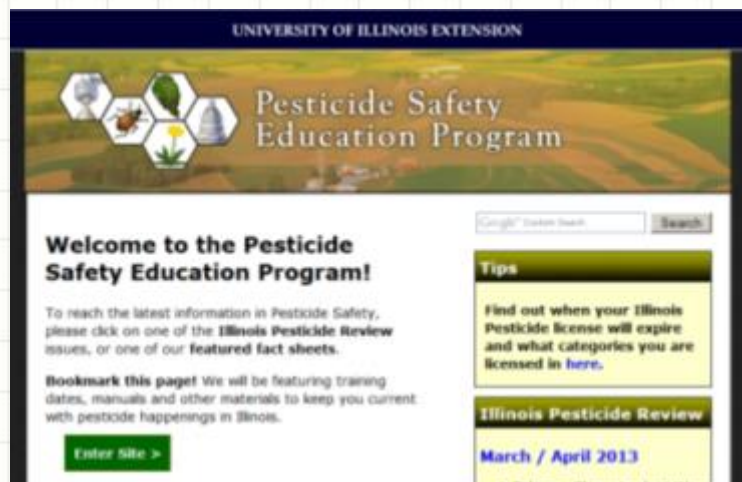 UNIVERSITY OF ILLINOIS EXTENSION
Pesticide Safety
Education Program
Google™ Custom Search
Search
Welcome to the Pesticide
Safety Education Program!
To reach the latest information in Pesticide Safety,
please click on one of the Illinois Pesticide Review
issues, or one of our featured fact sheets.
Bookmark this page! We will be featuring training
dates, manuals and other materials to keep you current
with pesticide happenings in Illinois.
Enter Site >
Tips
Find out when your Illinois
Pesticide license will expire
and what categories you are
licensed in here.
Illinois Pesticide Review
March / April 2013